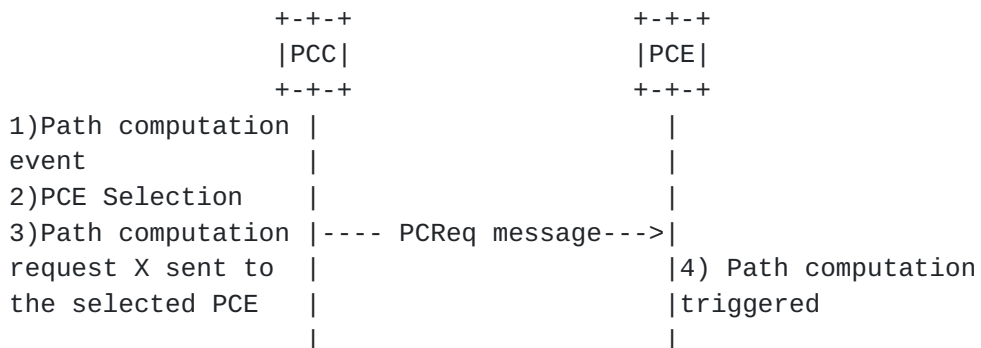 +-+-+                  +-+-+
                 |PCC|                  |PCE|
                 +-+-+                  +-+-+
1)Path computation |                      |
event              |                      |
2)PCE Selection    |                      |
3)Path computation |---- PCReq message--->|
request X sent to  |                      |4) Path computation
the selected PCE   |                      |triggered
                   |                      |